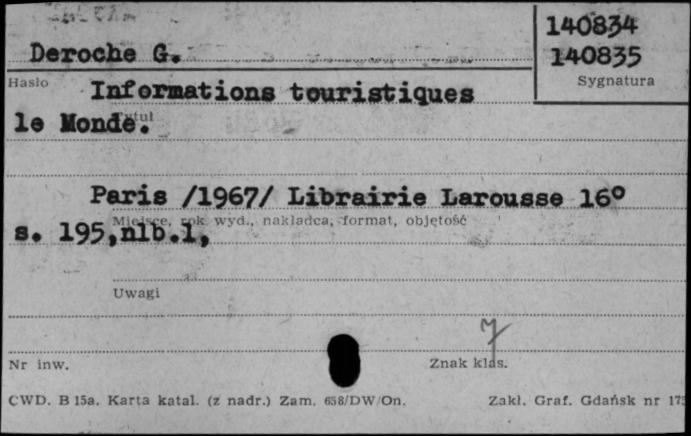 140834
Deroche G.
140835
Hasło
Sygnatura
Informations touristiques
le Monde.
Tytuł
Paris /1967/ Librairie Larousse 16°
Miejsce, rok wyd., nakładca, format, objętość
s. 195,nlb.1,
Uwagi
Nr inw.
Znak klas.
CWD. B 15a. Karta katal. (z nadr.) Zam. 658/DW/On.
Zakł. Graf. Gdańsk nr